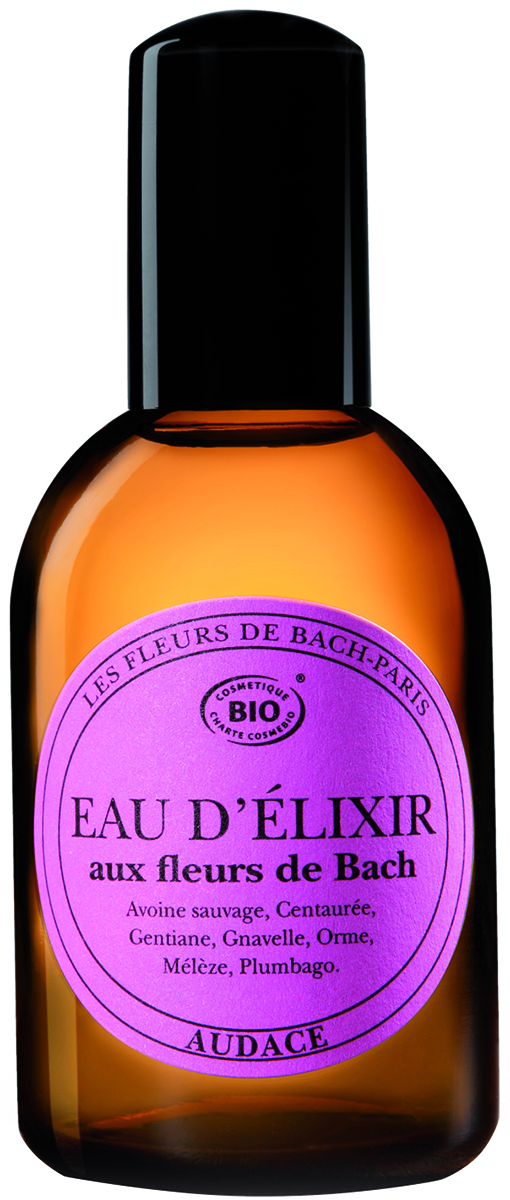 LES FLEURS DE BACH-PARIS
COSMETIQUE
®
BIO
CHARTE COSMEBIO
EAU D'ÉLIXIR
aux fleurs de Bach
Avoine sauvage, Centaurée,
Gentiane, Gnavelle, Orme,
Mélèze, Plumbago.
AUDACE